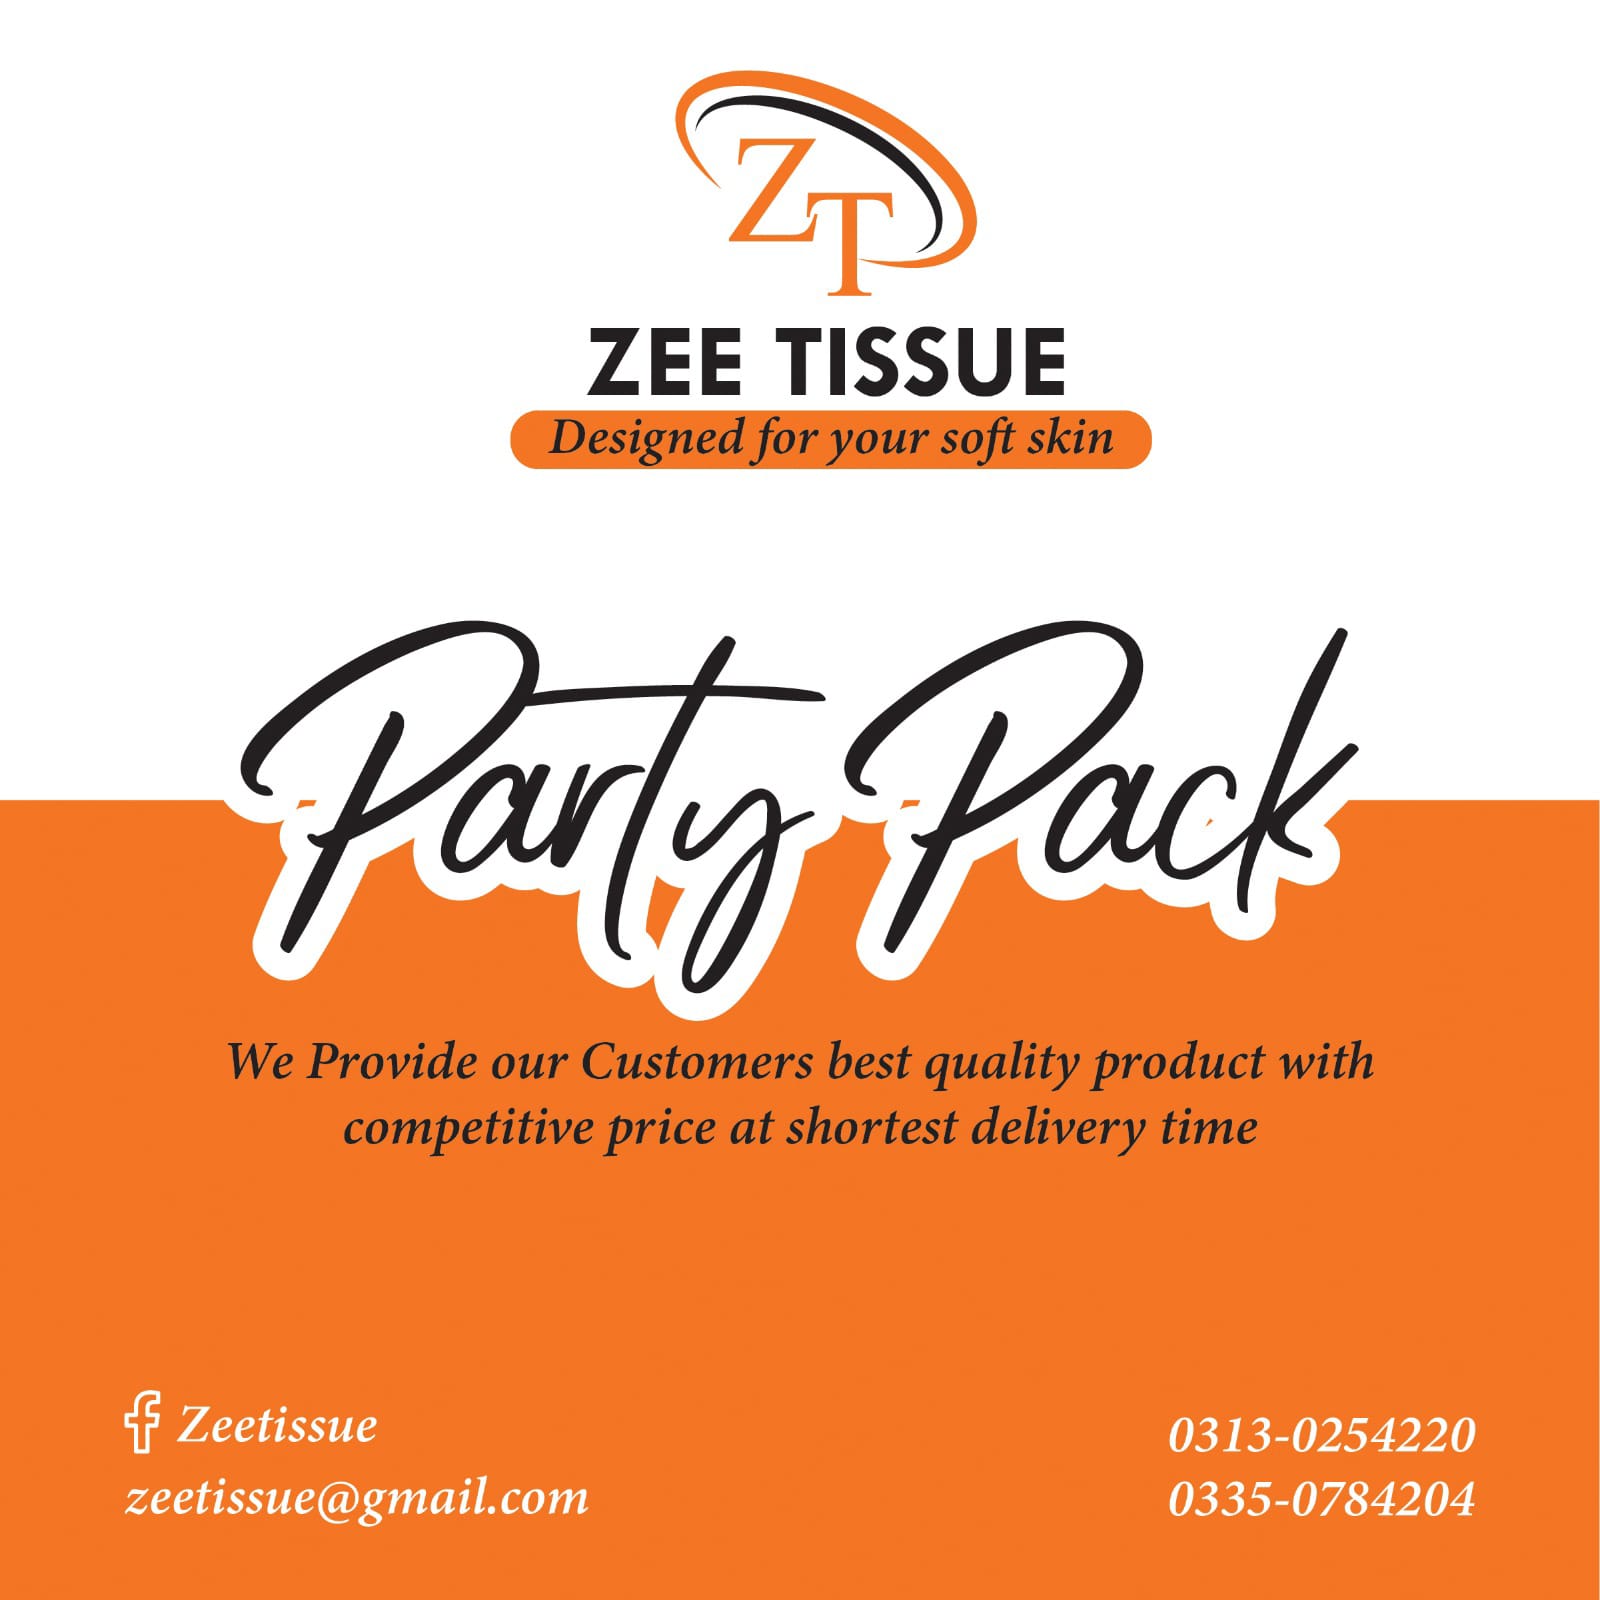 ZT
ZEE TISSUE
Designed for your soft skin
Party Pack
We Provide our Customers best quality product with
competitive price at shortest delivery time
f Zeetissue
zeetissue@gmail.com
0313-0254220
0335-0784204